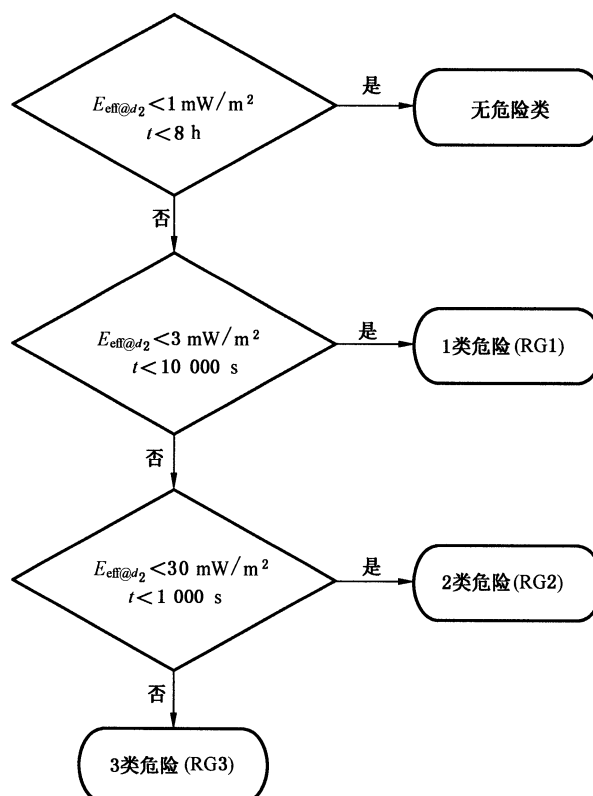 E_eff@d₂<1 mW/m²
t<8 h
是
无危险类
否
E_eff@d₂<3 mW/m²
t<10 000 s
是
1类危险(RG1)
否
E_eff@d₂<30 mW/m²
t<1 000 s
是
2类危险(RG2)
否
3类危险(RG3)